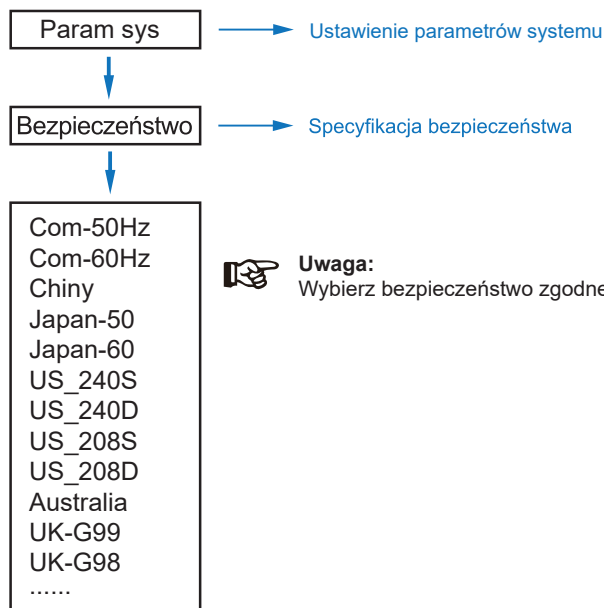 Param sys
Ustawienie parametrów systemu
Bezpieczeństwo
Specyfikacja bezpieczeństwa
Com-50Hz
Com-60Hz
Chiny
Japan-50
Japan-60
US_240S
US_240D
US_208S
US_208D
Australia
UK-G99
UK-G98
......
Uwaga:
Wybierz bezpieczeństwo zgodne